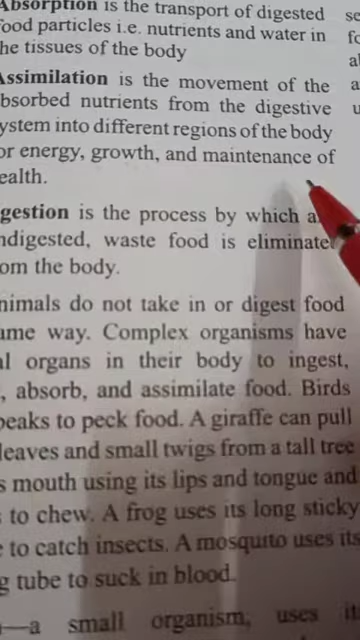 Absorption is the transport of digested
food particles i.e. nutrients and water in
the tissues of the body
Assimilation is the movement of the
bsorbed nutrients from the digestive
ystem into different regions of the body
or energy, growth, and maintenance of
ealth.
gestion is the process by which a
ndigested, waste food is eliminate
om the body.
nimals do not take in or digest food
ame way. Complex organisms have
al organs in their body to ingest,
, absorb, and assimilate food. Birds
beaks to peck food. A giraffe can pull
leaves and small twigs from a tall tree
s mouth using its lips and tongue and
to chew. A frog uses its long sticky
e to catch insects. A mosquito uses its
g tube to suck in blood.
—a small organism, uses it